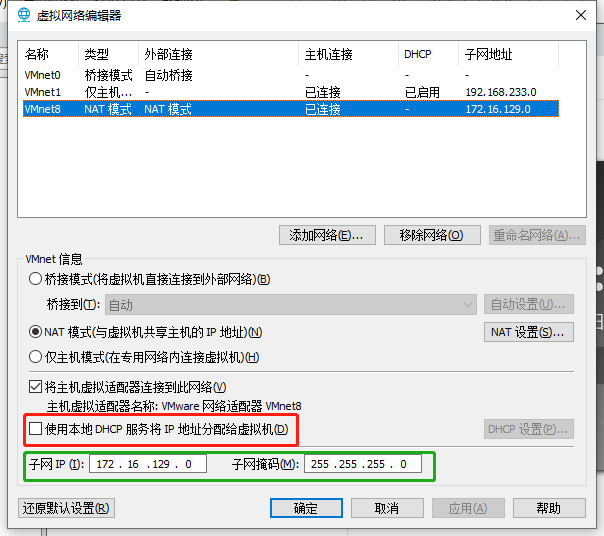 虚拟网络编辑器
名称 类型 外部连接 主机连接 DHCP 子网地址
VMnet0 桥接模式 自动桥接 - - -
VMnet1 仅主机... - 已连接 已启用 192.168.233.0
VMnet8 NAT 模式 NAT 模式 已连接 - 172.16.129.0
添加网络(E)... 移除网络(O) 重命名网络(A)...
VMnet 信息
桥接模式(将虚拟机直接连接到外部网络)(B)
桥接到(T): 自动 自动设置(U)...
NAT 模式(与虚拟机共享主机的 IP 地址)(N) NAT 设置(S)...
仅主机模式(在专用网络内连接虚拟机)(H)
将主机虚拟适配器连接到此网络(V)
主机虚拟适配器名称: VMware 网络适配器 VMnet8
使用本地 DHCP 服务将 IP 地址分配给虚拟机(D) DHCP 设置(P)...
子网 IP (I): 172 . 16 . 129 . 0 子网掩码(M): 255 . 255 . 255 . 0
还原默认设置(R) 确定 取消 应用(A) 帮助